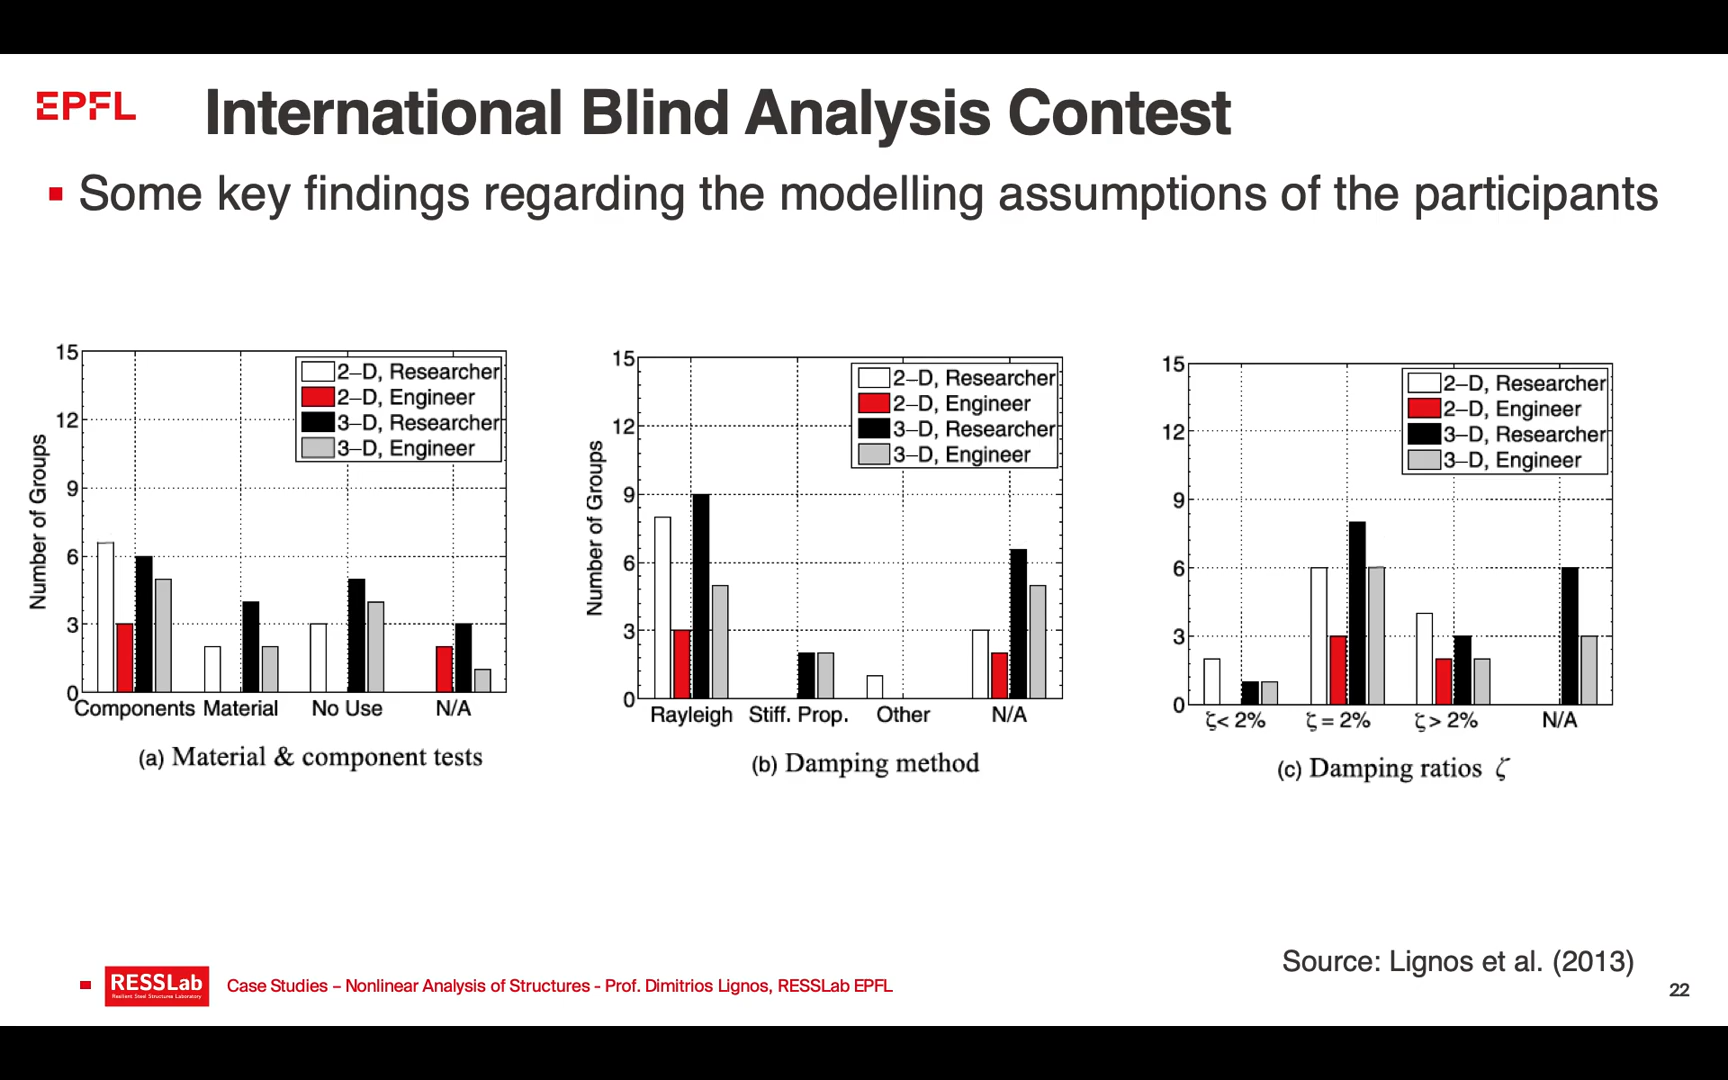 EPFL
International Blind Analysis Contest
Some key findings regarding the modelling assumptions of the participants
15
12
9
6
3
0
Number of Groups
2–D, Researcher
2–D, Engineer
3–D, Researcher
3–D, Engineer
Components Material No Use N/A
(a) Material & component tests
15
12
9
6
3
0
Number of Groups
2–D, Researcher
2–D, Engineer
3–D, Researcher
3–D, Engineer
Rayleigh Stiff. Prop. Other N/A
(b) Damping method
15
12
9
6
3
0
2–D, Researcher
2–D, Engineer
3–D, Researcher
3–D, Engineer
ζ< 2% ζ = 2% ζ > 2% N/A
(c) Damping ratios ζ
Source: Lignos et al. (2013)
RESSLab
Resilient Steel Structures Laboratory
Case Studies – Nonlinear Analysis of Structures - Prof. Dimitrios Lignos, RESSLab EPFL
22